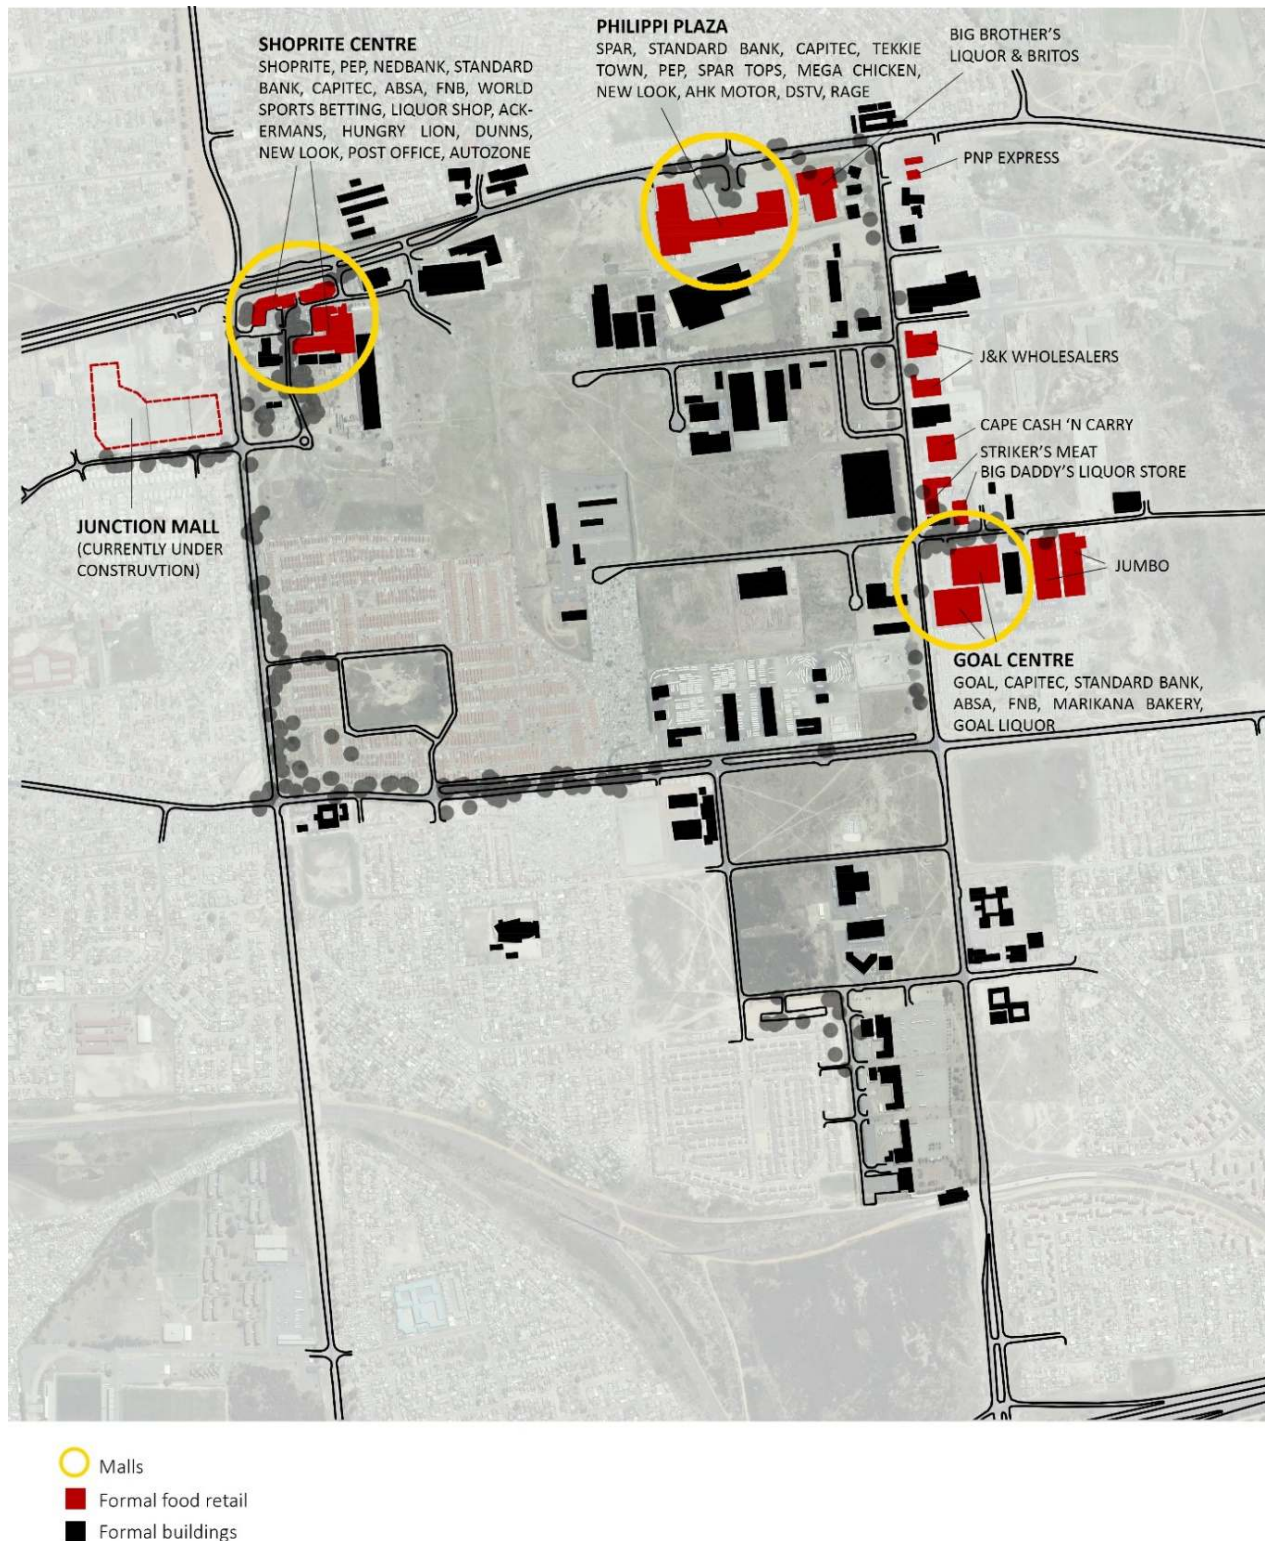 SHOPRITE CENTRE
SHOPRITE, PEP, NEDBANK, STANDARD
BANK, CAPITEC, ABSA, FNB, WORLD
SPORTS BETTING, LIQUOR SHOP, ACK-
ERMANS, HUNGRY LION, DUNNS,
NEW LOOK, POST OFFICE, AUTOZONE
PHILIPPI PLAZA
SPAR, STANDARD BANK, CAPITEC, TEKKIE
TOWN, PEP, SPAR TOPS, MEGA CHICKEN,
NEW LOOK, AHK MOTOR, DSTV, RAGE
BIG BROTHER'S
LIQUOR & BRITOS
PNP EXPRESS
J&K WHOLESALERS
CAPE CASH ‘N CARRY
STRIKER'S MEAT
BIG DADDY'S LIQUOR STORE
JUNCTION MALL
(CURRENTLY UNDER
CONSTRUVTION)
JUMBO
GOAL CENTRE
GOAL, CAPITEC, STANDARD BANK,
ABSA, FNB, MARIKANA BAKERY,
GOAL LIQUOR
Malls
Formal food retail
Formal buildings